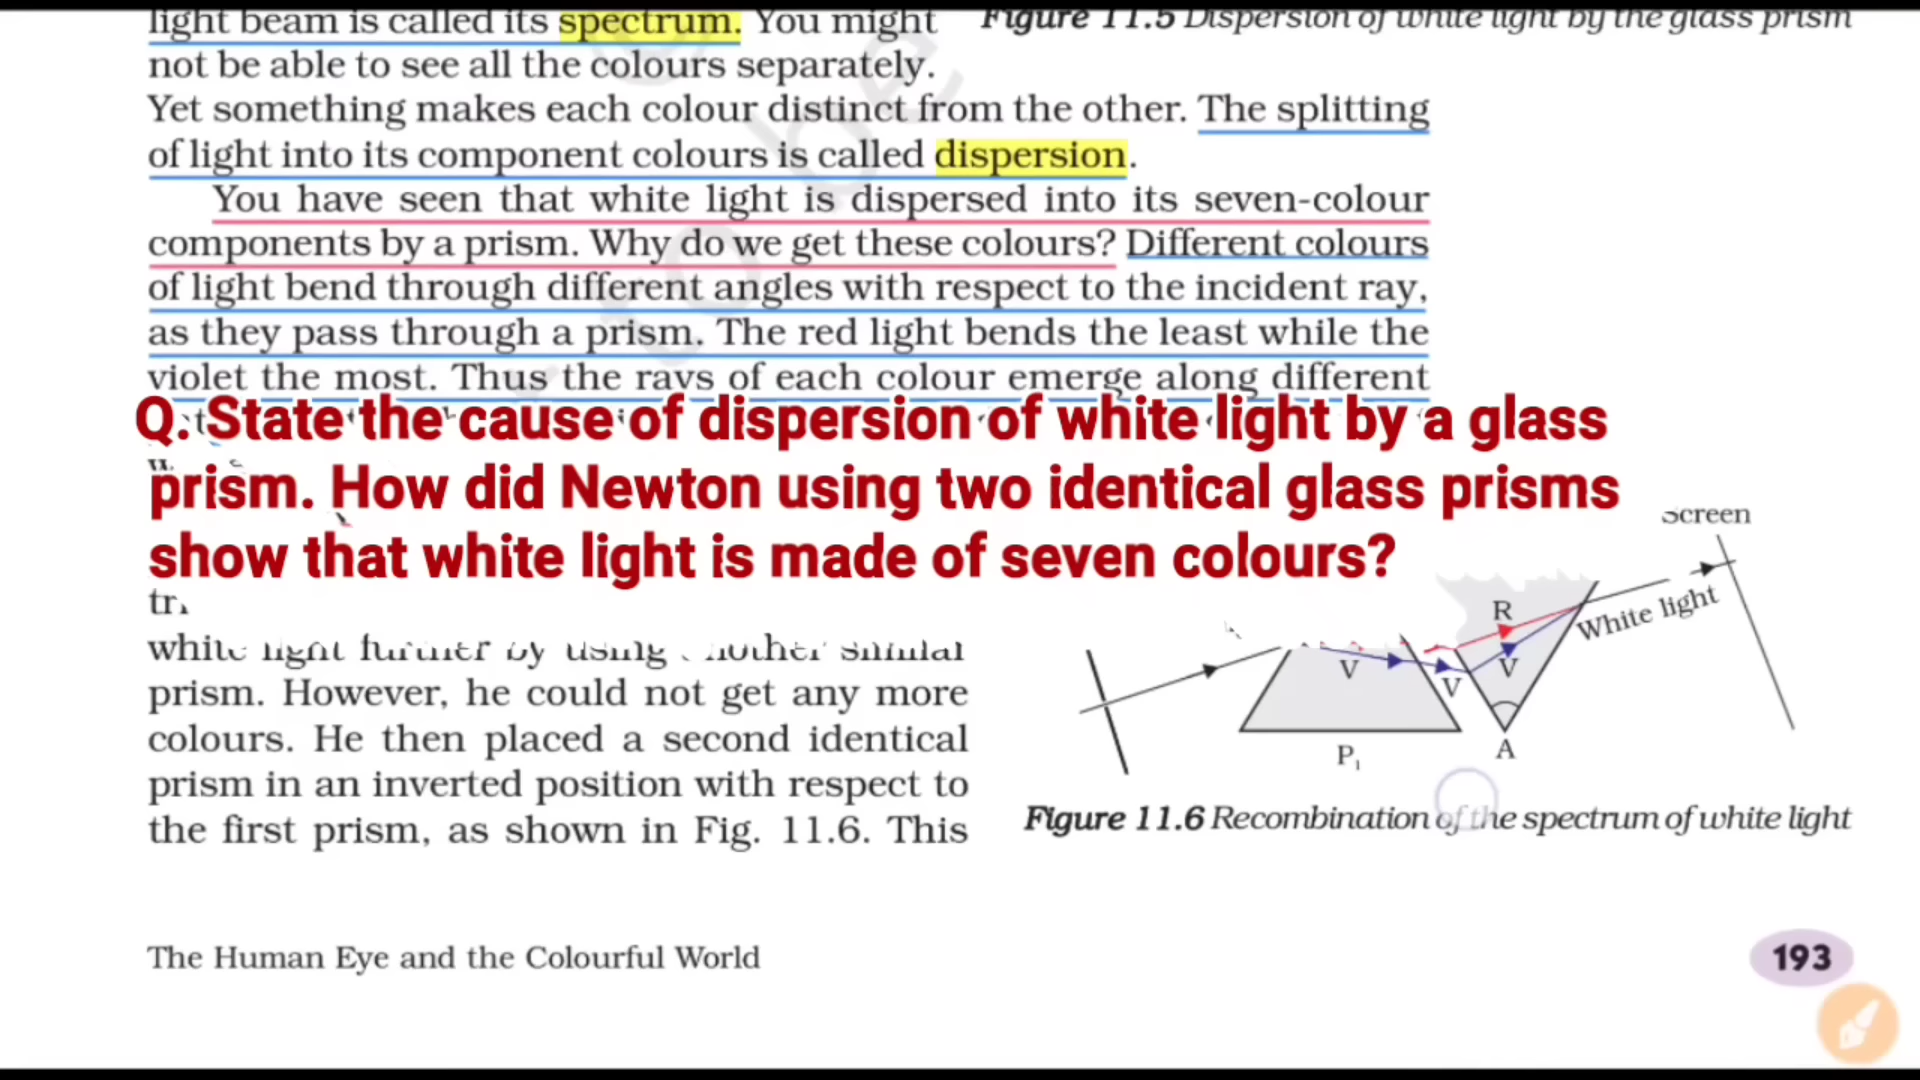 light beam is called its spectrum. You might
Figure 11.5 Dispersion of white light by the glass prism
not be able to see all the colours separately.
Yet something makes each colour distinct from the other. The splitting
of light into its component colours is called dispersion.
You have seen that white light is dispersed into its seven-colour
components by a prism. Why do we get these colours? Different colours
of light bend through different angles with respect to the incident ray,
as they pass through a prism. The red light bends the least while the
violet the most. Thus the rays of each colour emerge along different
Q. State the cause of dispersion of white light by a glass
prism. How did Newton using two identical glass prisms
show that white light is made of seven colours?
white light further by using another similar
prism. However, he could not get any more
colours. He then placed a second identical
prism in an inverted position with respect to
the first prism, as shown in Fig. 11.6. This
Screen
R
White light
V
V
V
P₁
A
Figure 11.6 Recombination of the spectrum of white light
The Human Eye and the Colourful World
193